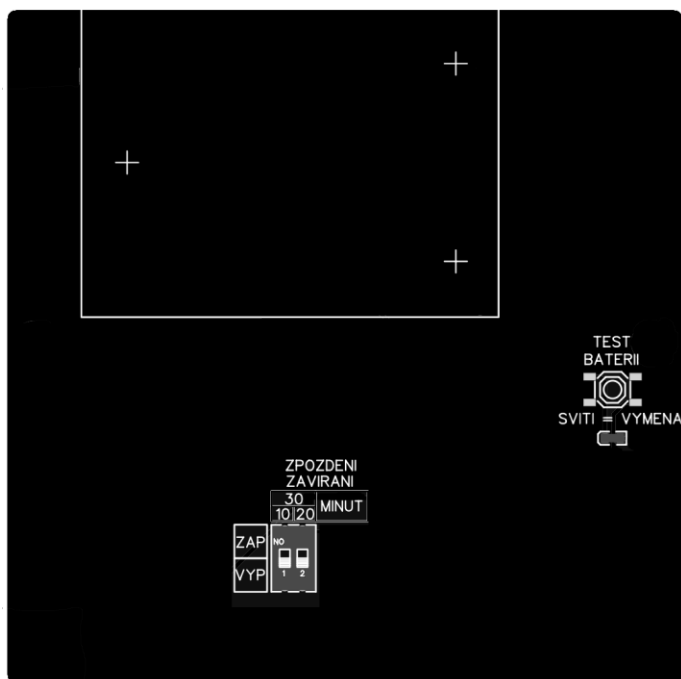 TEST
BATERII
SVITI = VYMENA
ZPOZDENI
ZAVIRANI
30
10 20 MINUT
ZAP
NO
VYP
1 2